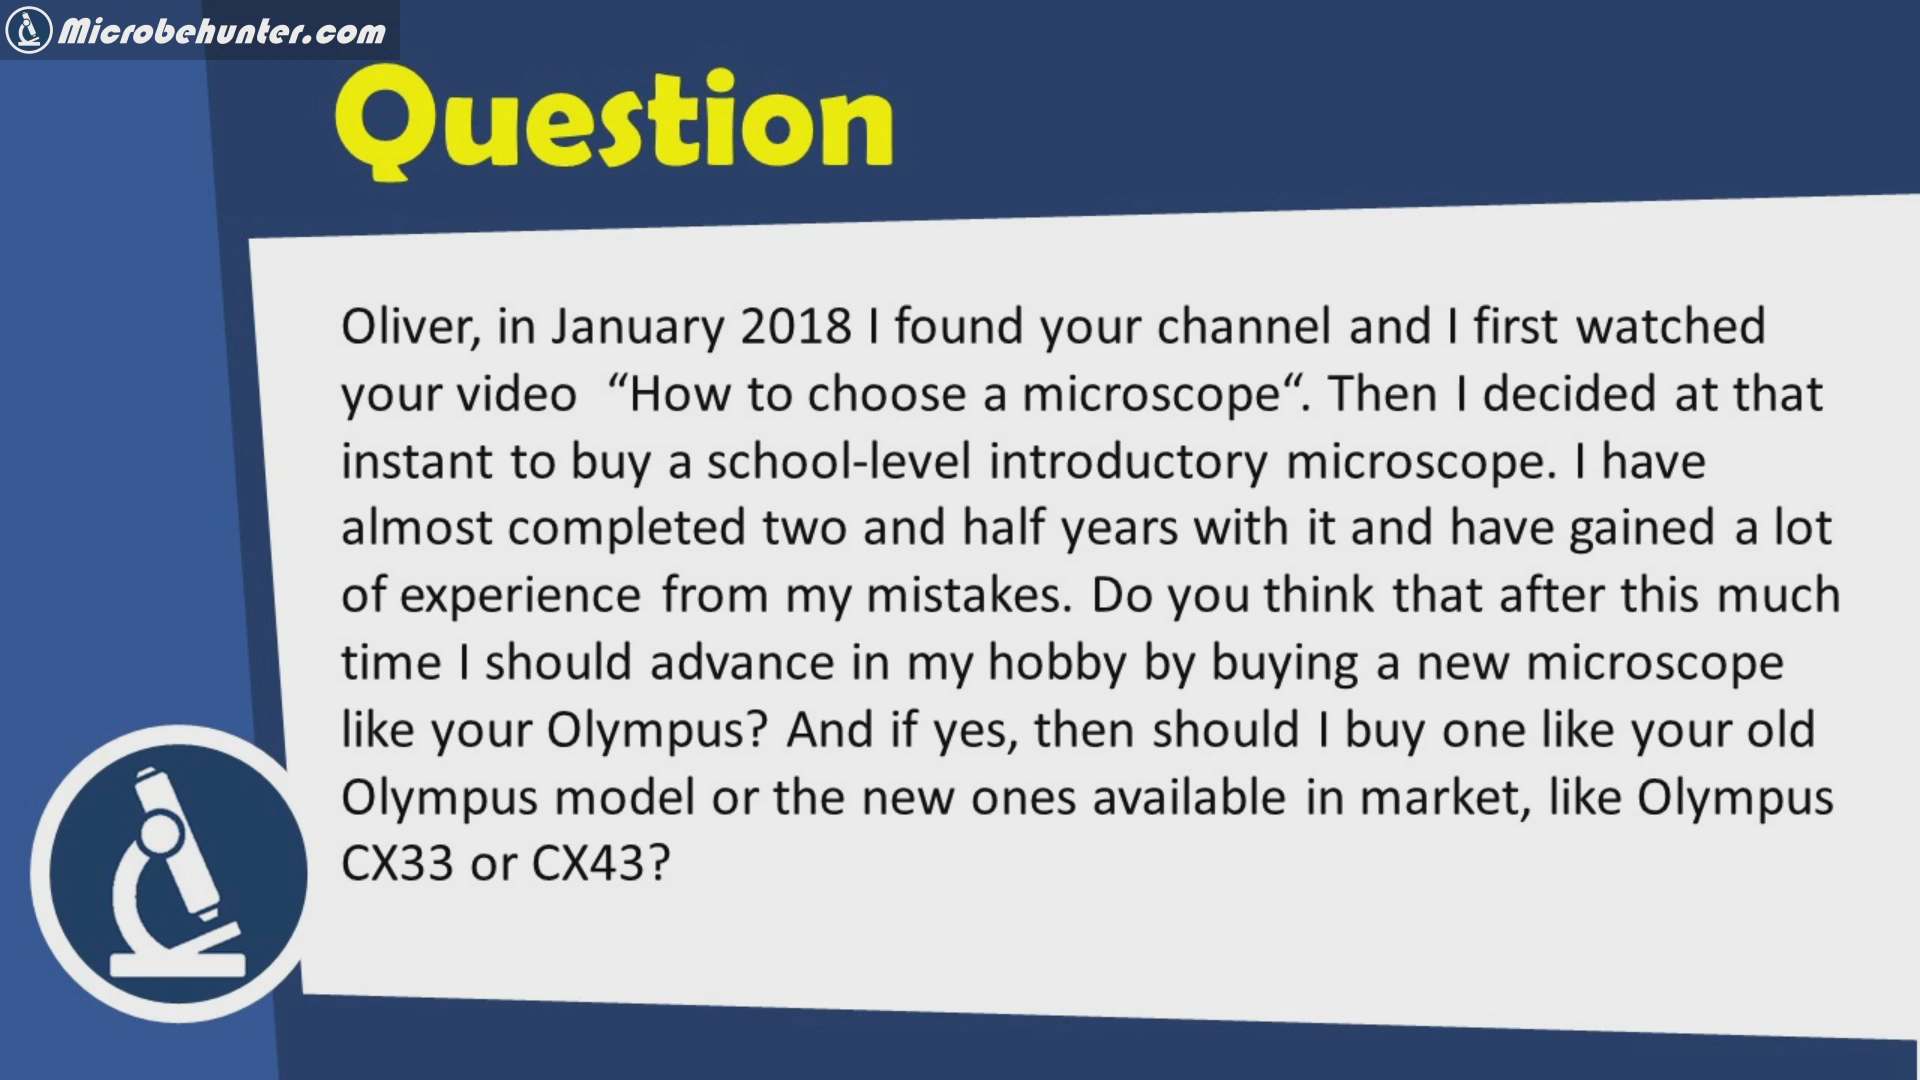 Microbehunter.com
Question
Oliver, in January 2018 I found your channel and I first watched
your video “How to choose a microscope“. Then I decided at that
instant to buy a school-level introductory microscope. I have
almost completed two and half years with it and have gained a lot
of experience from my mistakes. Do you think that after this much
time I should advance in my hobby by buying a new microscope
like your Olympus? And if yes, then should I buy one like your old
Olympus model or the new ones available in market, like Olympus
CX33 or CX43?